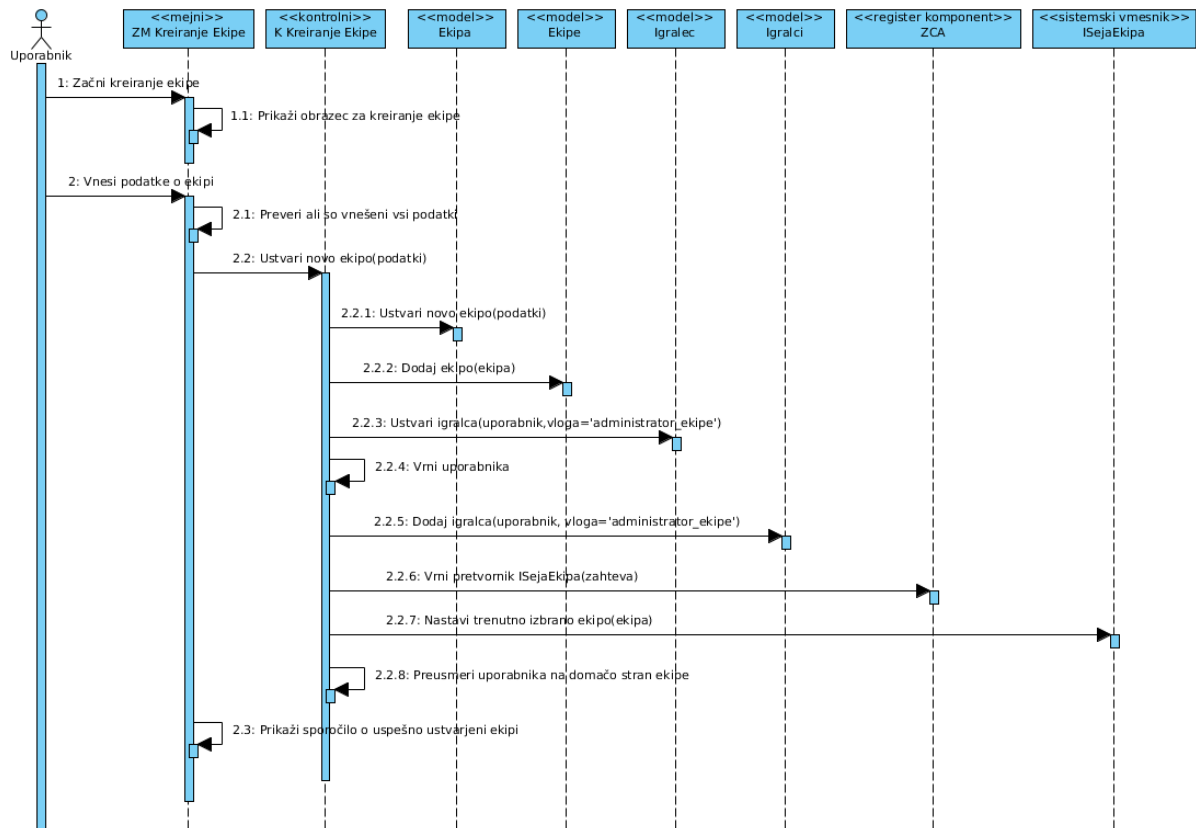 Uporabnik
<<mejni>>
ZM Kreiranje Ekipe
<<kontrolni>>
K Kreiranje Ekipe
<<model>>
Ekipa
<<model>>
Ekipe
<<model>>
Igralec
<<model>>
Igralci
<<register komponent>>
ZCA
<<sistemski vmesnik>>
ISejaEkipa
1: Začni kreiranje ekipe
1.1: Prikaži obrazec za kreiranje ekipe
2: Vnesi podatke o ekipi
2.1: Preveri ali so vnešeni vsi podatki
2.2: Ustvari novo ekipo(podatki)
2.2.1: Ustvari novo ekipo(podatki)
2.2.2: Dodaj ekipo(ekipa)
2.2.3: Ustvari igralca(uporabnik,vloga='administrator_ekipe')
2.2.4: Vrni uporabnika
2.2.5: Dodaj igralca(uporabnik, vloga='administrator_ekipe')
2.2.6: Vrni pretvornik ISejaEkipa(zahteva)
2.2.7: Nastavi trenutno izbrano ekipo(ekipa)
2.2.8: Preusmeri uporabnika na domačo stran ekipe
2.3: Prikaži sporočilo o uspešno ustvarjeni ekipi